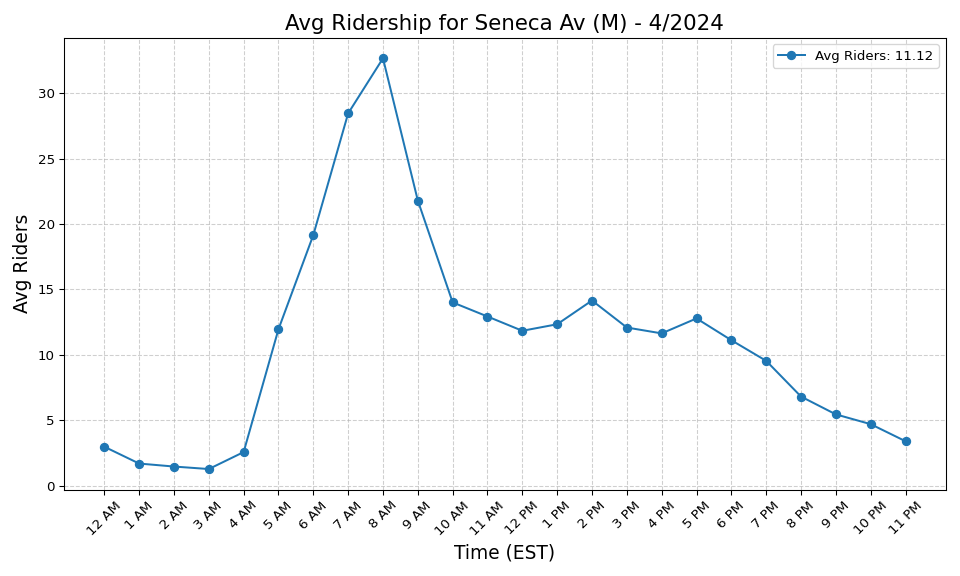 Avg Ridership for Seneca Av (M) - 4/2024
Avg Riders: 11.12
Avg Riders
30
25
20
15
10
5
0
12 AM
1 AM
2 AM
3 AM
4 AM
5 AM
6 AM
7 AM
8 AM
9 AM
10 AM
11 AM
12 PM
1 PM
2 PM
3 PM
4 PM
5 PM
6 PM
7 PM
8 PM
9 PM
10 PM
11 PM
Time (EST)